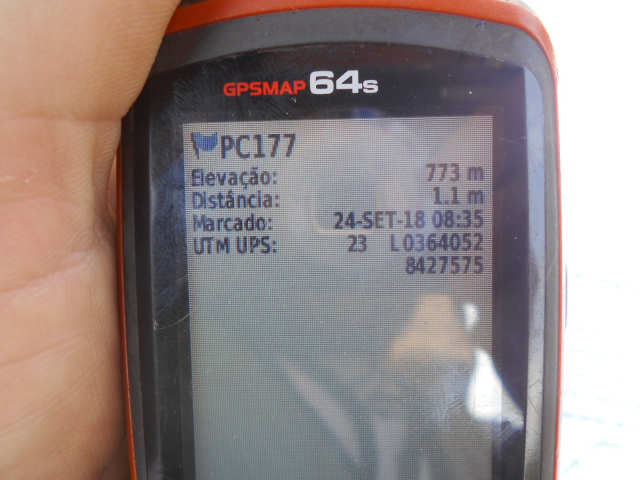 GPSMAP 64s
PC177
Elevação: 773 m
Distância: 1.1 m
Marcado: 24-SET-18 08:35
UTM UPS: 23 L0364052
8427575